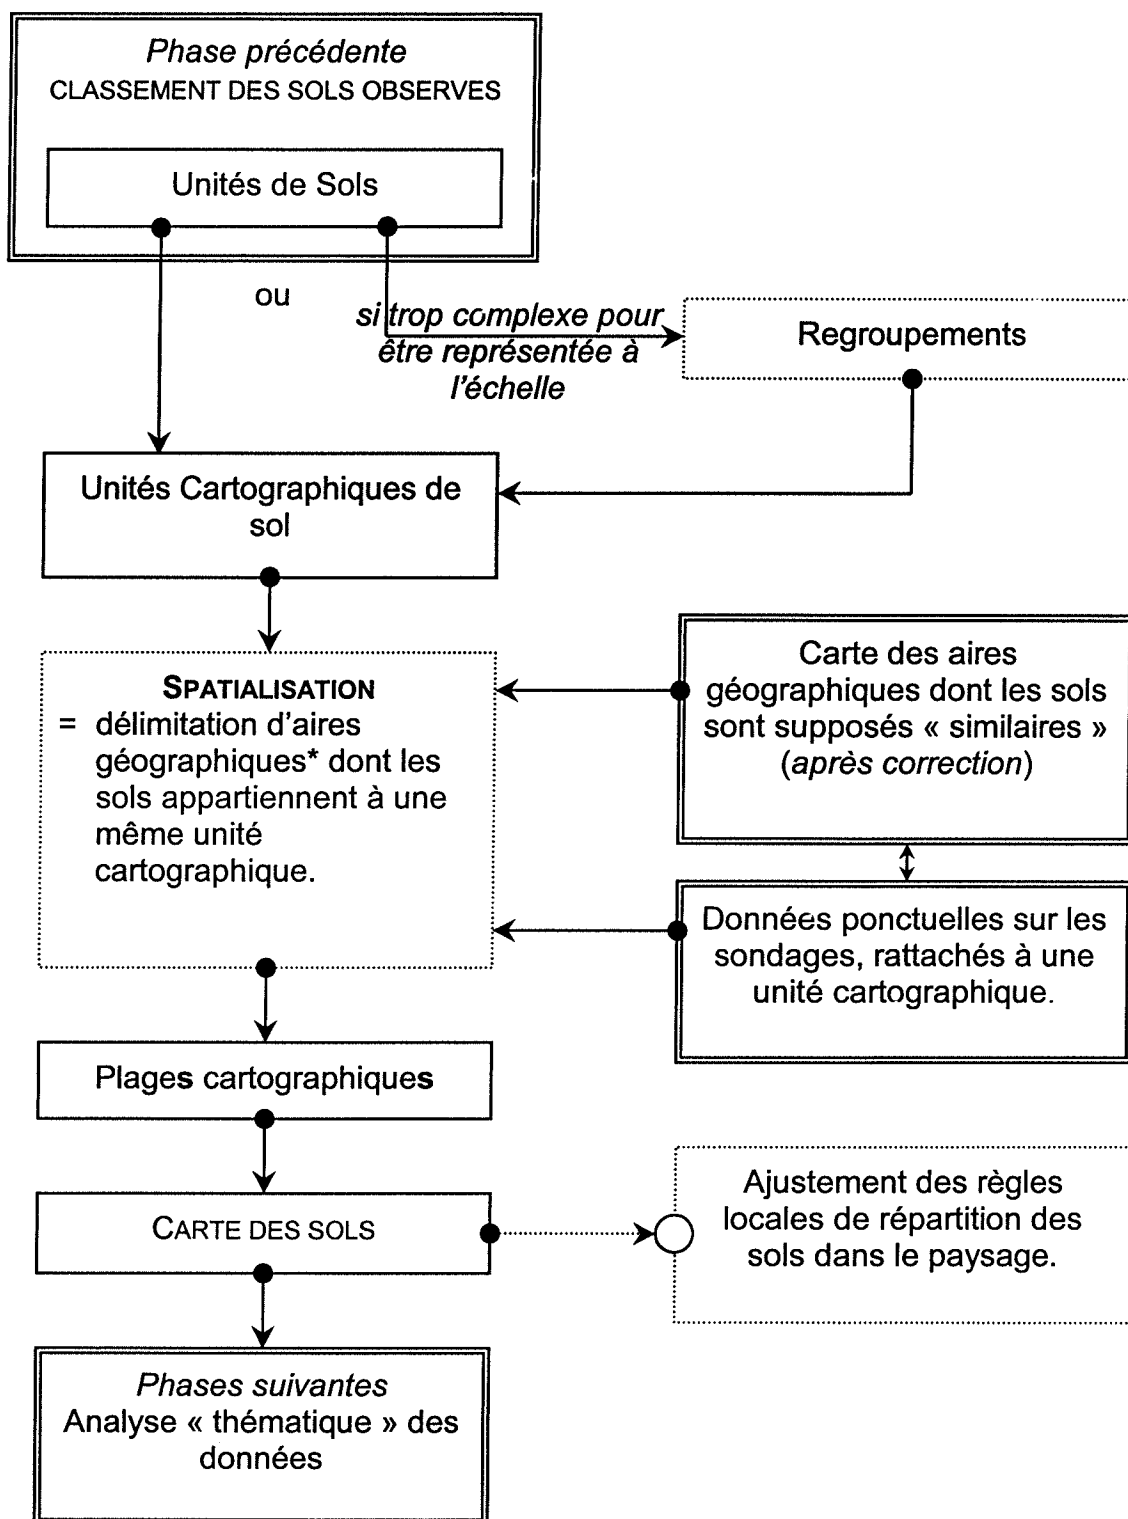 Phase précédente
CLASSEMENT DES SOLS OBSERVES
Unités de Sols
ou
si trop complexe pour
être représentée à
l'échelle
Regroupements
Unités Cartographiques de
sol
SPATIALISATION
= délimitation d'aires
géographiques* dont les
sols appartiennent à une
même unité
cartographique.
Carte des aires
géographiques dont les sols
sont supposés « similaires »
(après correction)
Données ponctuelles sur les
sondages, rattachés à une
unité cartographique.
Plages cartographiques
CARTE DES SOLS
Ajustement des règles
locales de répartition des
sols dans le paysage.
Phases suivantes
Analyse « thématique » des
données